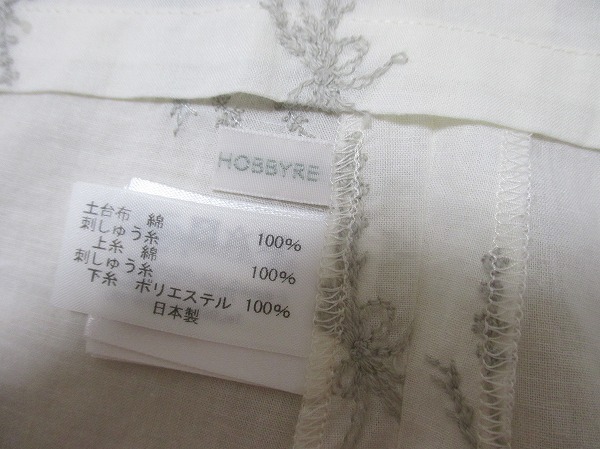 HOBBYRE
土台布 綿 100%
刺しゅう糸
上糸 綿 100%
刺しゅう糸
下糸 ポリエステル 100%
日本製